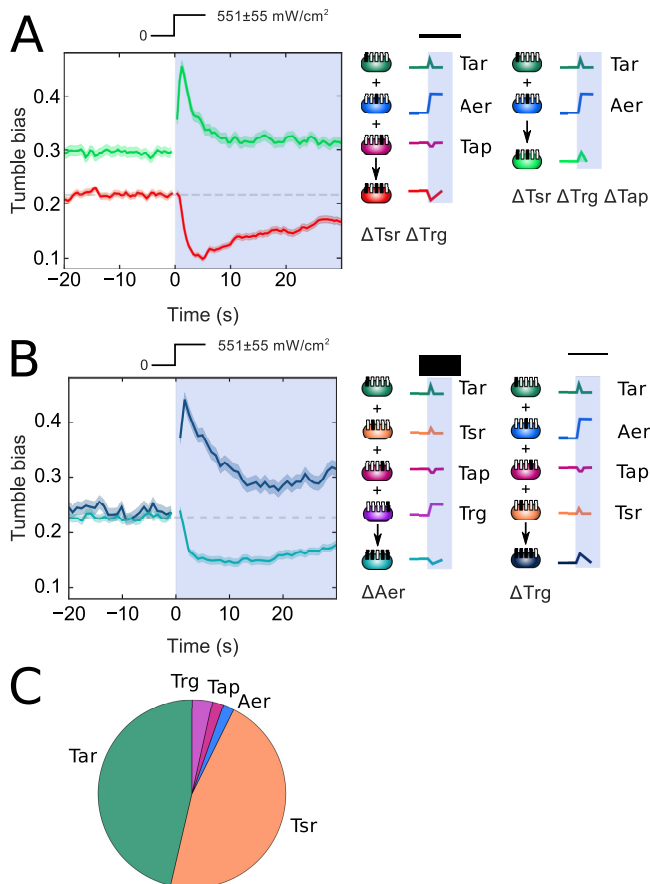 A
0
551±55 mW/cm²
Tumble bias
0.4
0.3
0.2
0.1
−20
−10
0
10
20
Time (s)
Tar
+
Aer
+
Tap
ΔTsr ΔTrg
Tar
+
Aer
ΔTsr ΔTrg ΔTap
B
0
551±55 mW/cm²
Tumble bias
0.4
0.3
0.2
0.1
−20
−10
0
10
20
Time (s)
Tar
+
Tsr
+
Tap
+
Trg
ΔAer
Tar
+
Aer
+
Tap
+
Tsr
ΔTrg
C
Trg
Tap
Aer
Tar
Tsr